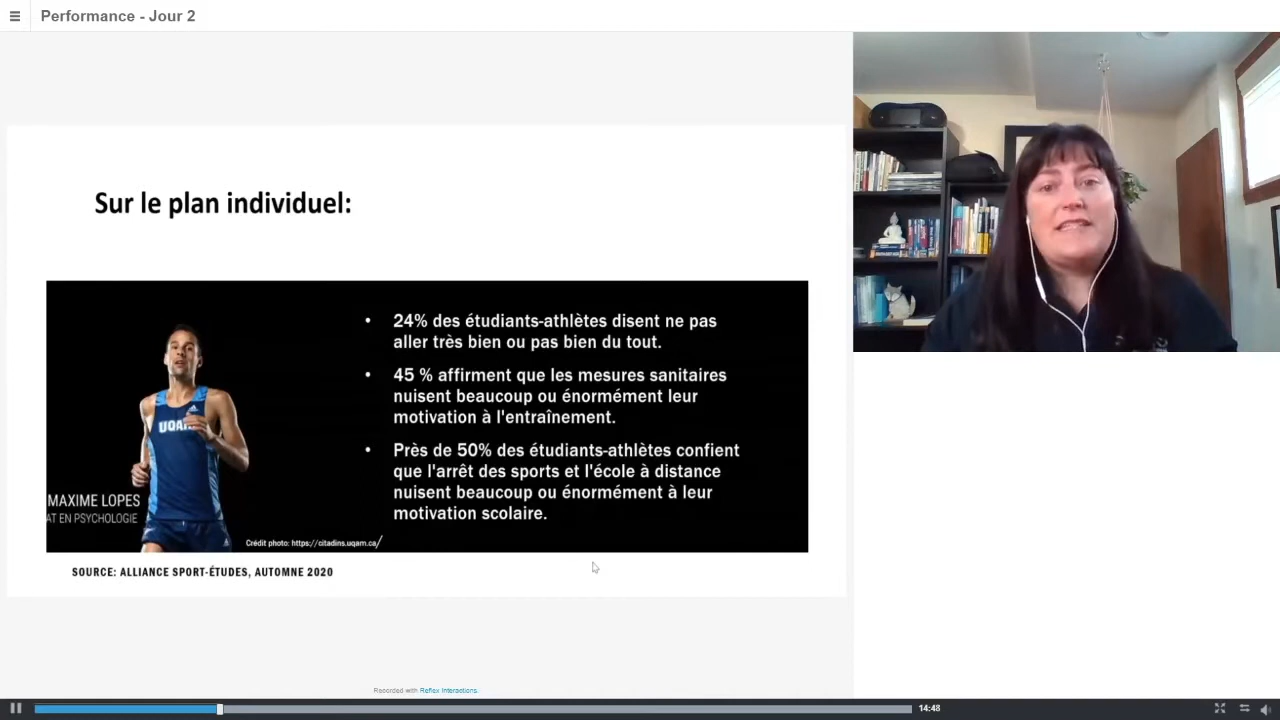 Performance - Jour 2
Sur le plan individuel:
• 24% des étudiants-athlètes disent ne pas
aller très bien ou pas bien du tout.
• 45 % affirment que les mesures sanitaires
nuisent beaucoup ou énormément leur
motivation à l'entraînement.
• Près de 50% des étudiants-athlètes confient
que l'arrêt des sports et l'école à distance
nuisent beaucoup ou énormément à leur
motivation scolaire.
UQAM
MAXIME LOPES
AT EN PSYCHOLOGIE
Crédit photo: https://citadins.uqam.ca/
SOURCE: ALLIANCE SPORT-ÉTUDES, AUTOMNE 2020
Recorded with Reflex Interactions.
14:48